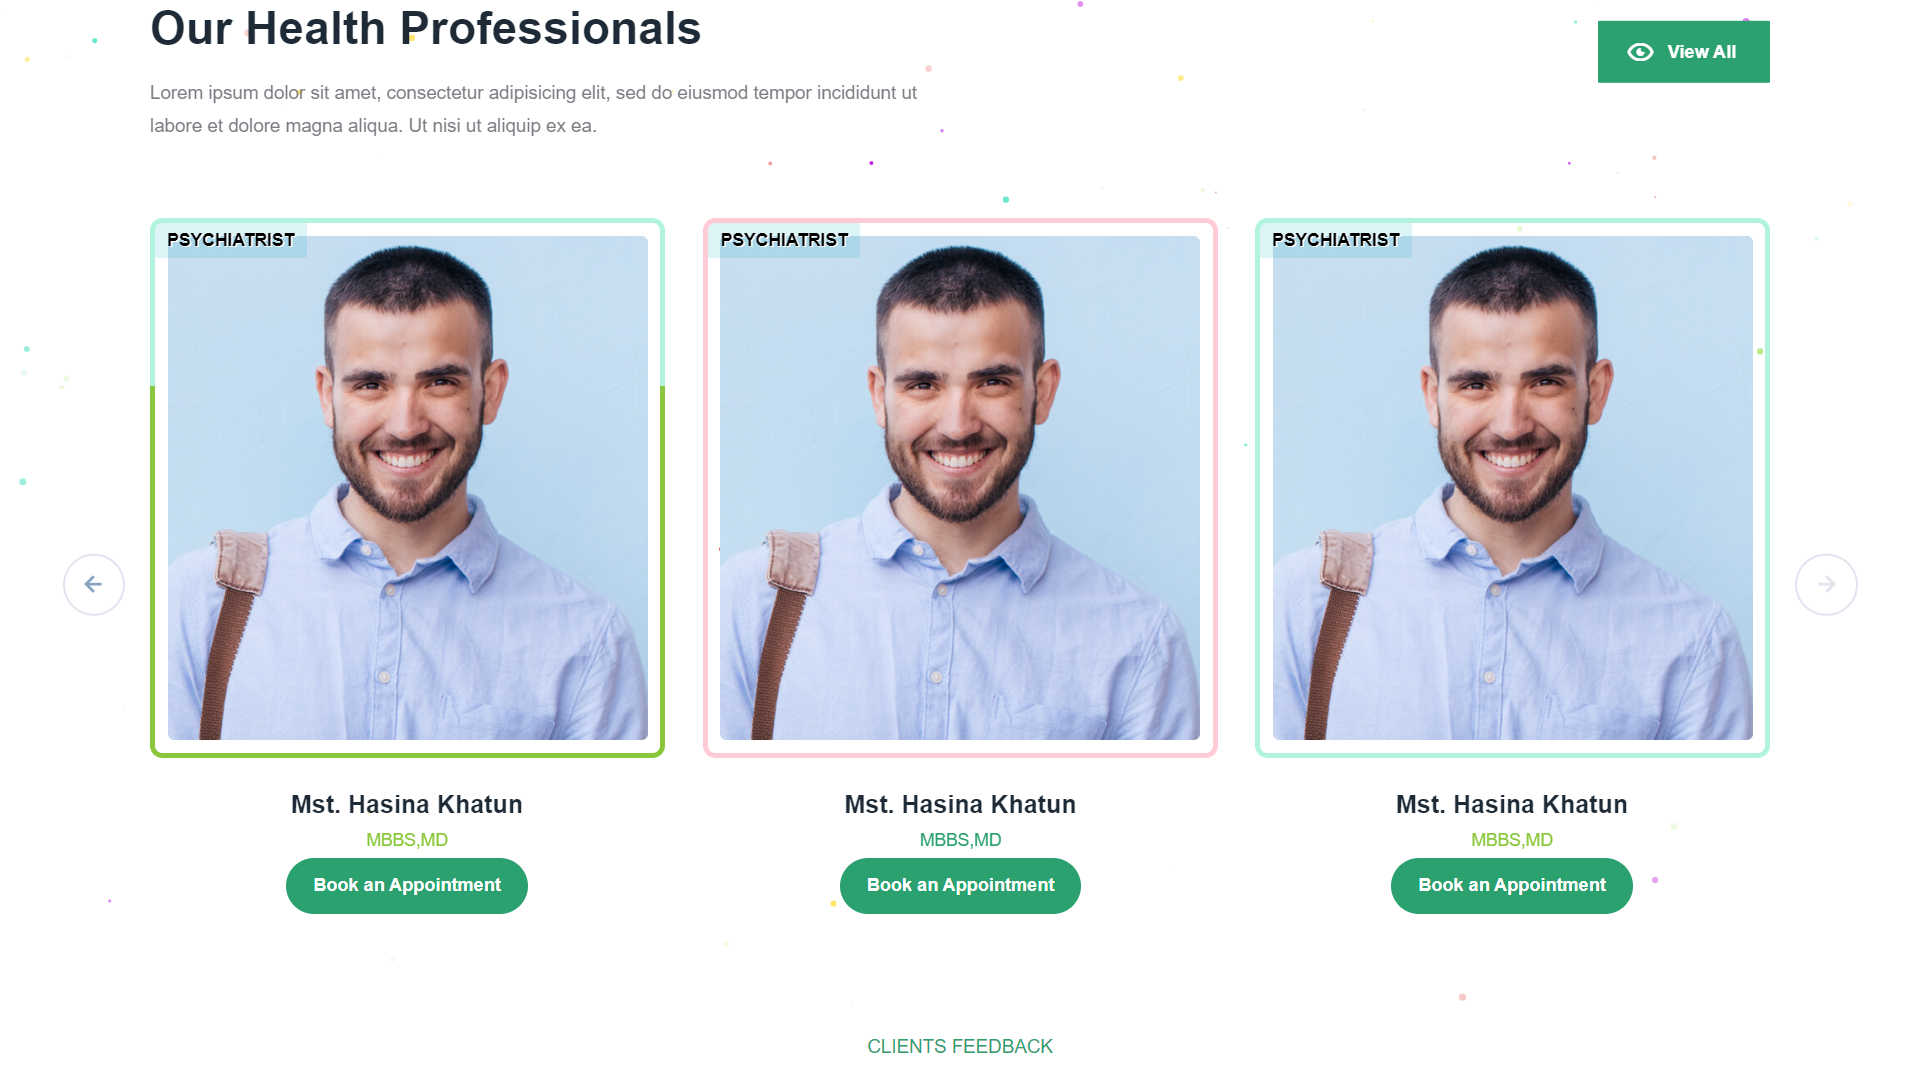 Our Health Professionals
View All
Lorem ipsum dolor sit amet, consectetur adipisicing elit, sed do eiusmod tempor incididunt ut
labore et dolore magna aliqua. Ut nisi ut aliquip ex ea.
PSYCHIATRIST
PSYCHIATRIST
PSYCHIATRIST
Mst. Hasina Khatun
Mst. Hasina Khatun
Mst. Hasina Khatun
MBBS,MD
MBBS,MD
MBBS,MD
Book an Appointment
Book an Appointment
Book an Appointment
CLIENTS FEEDBACK